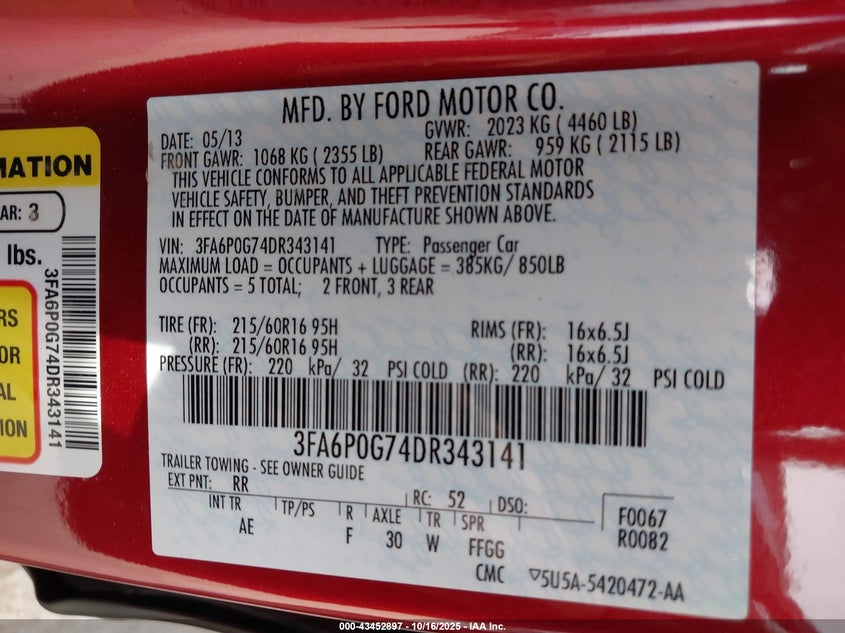 MFD. BY FORD MOTOR CO.
DATE: 05/13 GVWR: 2023 KG ( 4460 LB)
FRONT GAWR: 1068 KG ( 2355 LB) REAR GAWR: 959 KG ( 2115 LB)
THIS VEHICLE CONFORMS TO ALL APPLICABLE FEDERAL MOTOR
VEHICLE SAFETY, BUMPER, AND THEFT PREVENTION STANDARDS
IN EFFECT ON THE DATE OF MANUFACTURE SHOWN ABOVE.
VIN: 3FA6P0G74DR343141 TYPE: Passenger Car
MAXIMUM LOAD = OCCUPANTS + LUGGAGE = 385KG/ 850LB
OCCUPANTS = 5 TOTAL; 2 FRONT, 3 REAR
TIRE (FR): 215/60R16 95H RIMS (FR): 16x6.5J
(RR): 215/60R16 95H (RR): 16x6.5J
PRESSURE (FR): 220 kPa/ 32 PSI COLD (RR): 220 kPa/ 32 PSI COLD
3FA6P0G74DR343141
TRAILER TOWING - SEE OWNER GUIDE
EXT PNT: RR RC: 52 DSO: F0067
INT TR TP/PS R AXLE TR SPR R0082
AE F 30 W FFGG
CMC ▽5U5A-5420472-AA
MATION
AR: 3
lbs.
3FA6P0G74DR343141
RS
OR
AL
ION
000-43452897 - 10/16/2025 - IAA Inc.